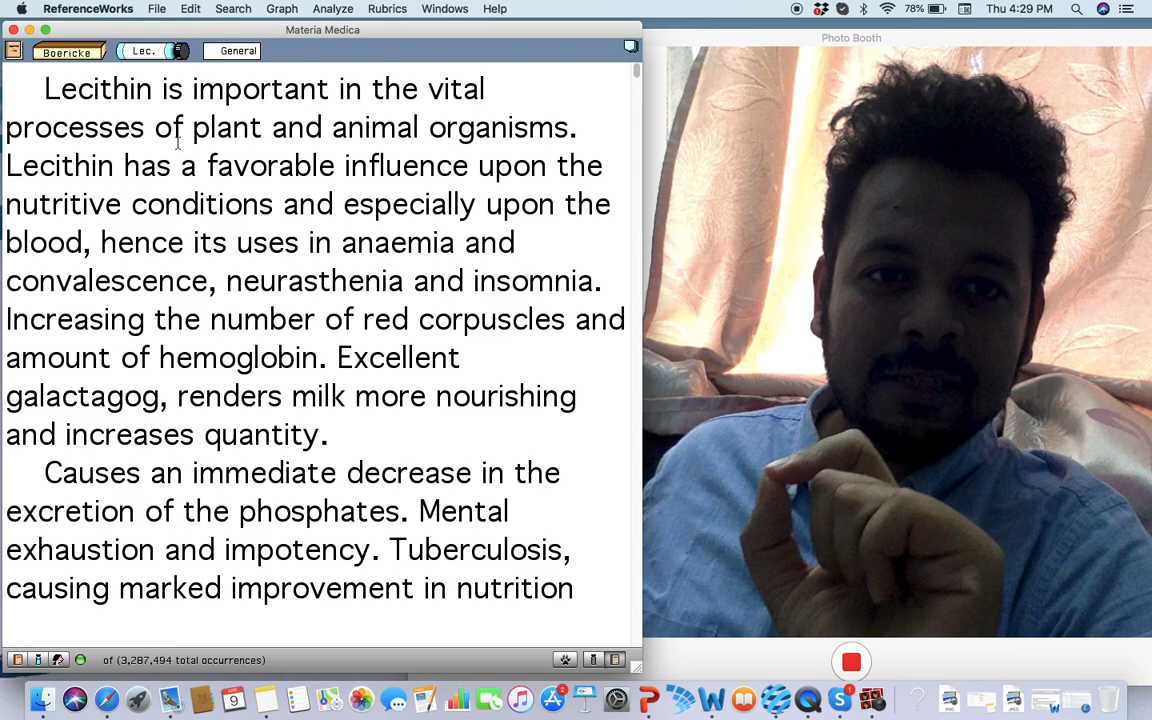 ReferenceWorks File Edit Search Graph Analyze Rubrics Windows Help 78% Thu 4:29 PM
Materia Medica
Photo Booth
Boericke Lec. General
Lecithin is important in the vital
processes of plant and animal organisms.
Lecithin has a favorable influence upon the
nutritive conditions and especially upon the
blood, hence its uses in anaemia and
convalescence, neurasthenia and insomnia.
Increasing the number of red corpuscles and
amount of hemoglobin. Excellent
galactagog, renders milk more nourishing
and increases quantity.
Causes an immediate decrease in the
excretion of the phosphates. Mental
exhaustion and impotency. Tuberculosis,
causing marked improvement in nutrition
of (3,287,494 total occurrences)